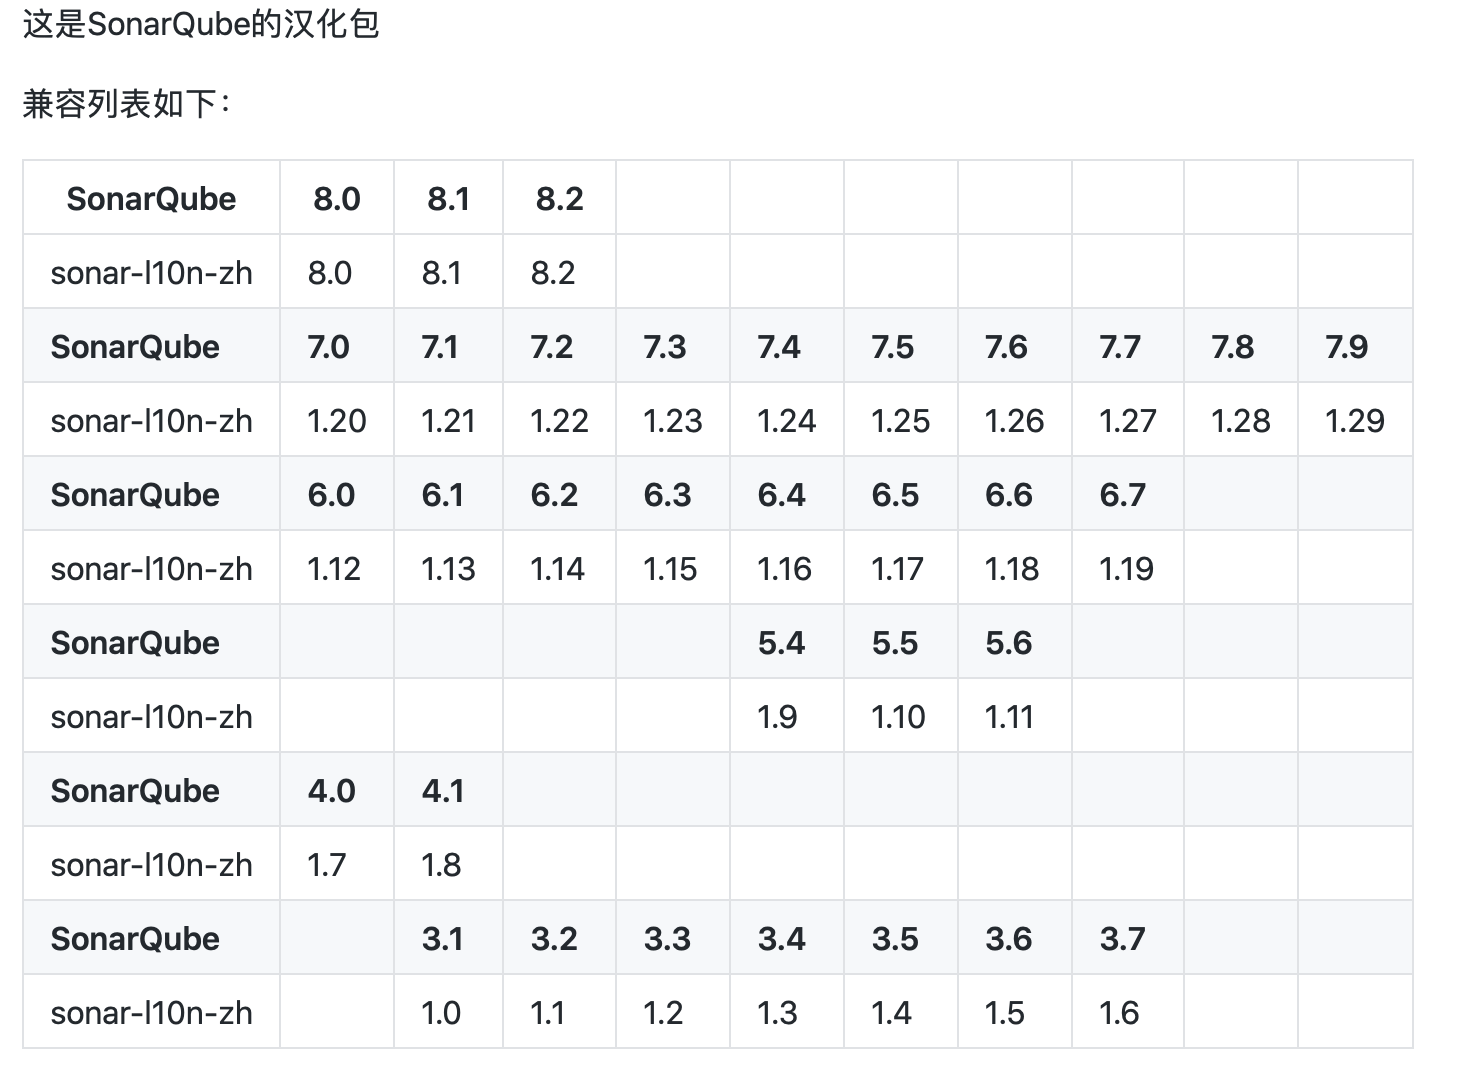 这是SonarQube的汉化包
兼容列表如下：
SonarQube 8.0 8.1 8.2
sonar-l10n-zh 8.0 8.1 8.2
SonarQube 7.0 7.1 7.2 7.3 7.4 7.5 7.6 7.7 7.8 7.9
sonar-l10n-zh 1.20 1.21 1.22 1.23 1.24 1.25 1.26 1.27 1.28 1.29
SonarQube 6.0 6.1 6.2 6.3 6.4 6.5 6.6 6.7
sonar-l10n-zh 1.12 1.13 1.14 1.15 1.16 1.17 1.18 1.19
SonarQube 5.4 5.5 5.6
sonar-l10n-zh 1.9 1.10 1.11
SonarQube 4.0 4.1
sonar-l10n-zh 1.7 1.8
SonarQube 3.1 3.2 3.3 3.4 3.5 3.6 3.7
sonar-l10n-zh 1.0 1.1 1.2 1.3 1.4 1.5 1.6